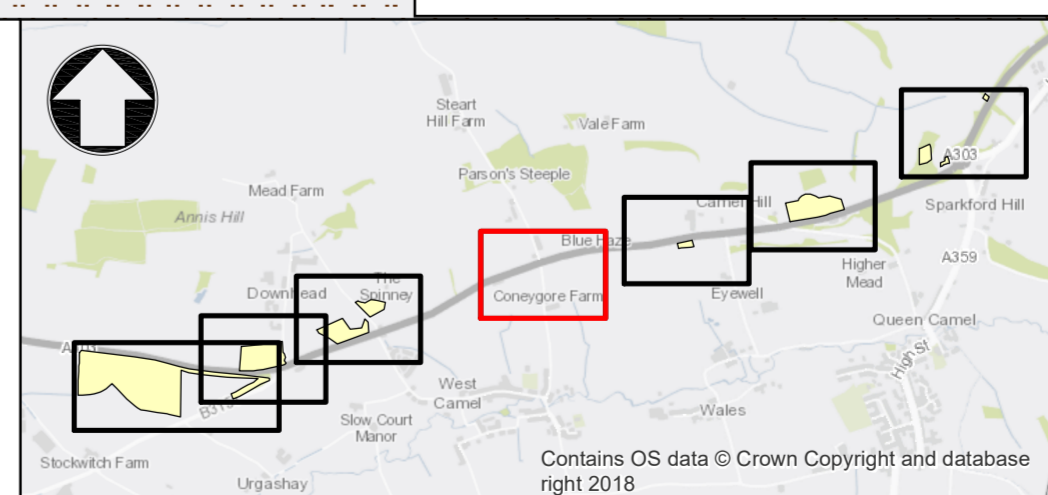 Steart
Hill Farm
Vale Farm
A303
Parson's Steeple
Mead Farm
Annis Hill
Camel Hill
Sparkford Hill
Blue Haze
A359
Higher
Mead
The
Spinney
Downhead
Coneygore Farm
Eyewell
Queen Camel
High St
A303
West
Camel
Wales
Slow Court
Manor
Stockwitch Farm
Urgashay
Contains OS data © Crown Copyright and database
right 2018